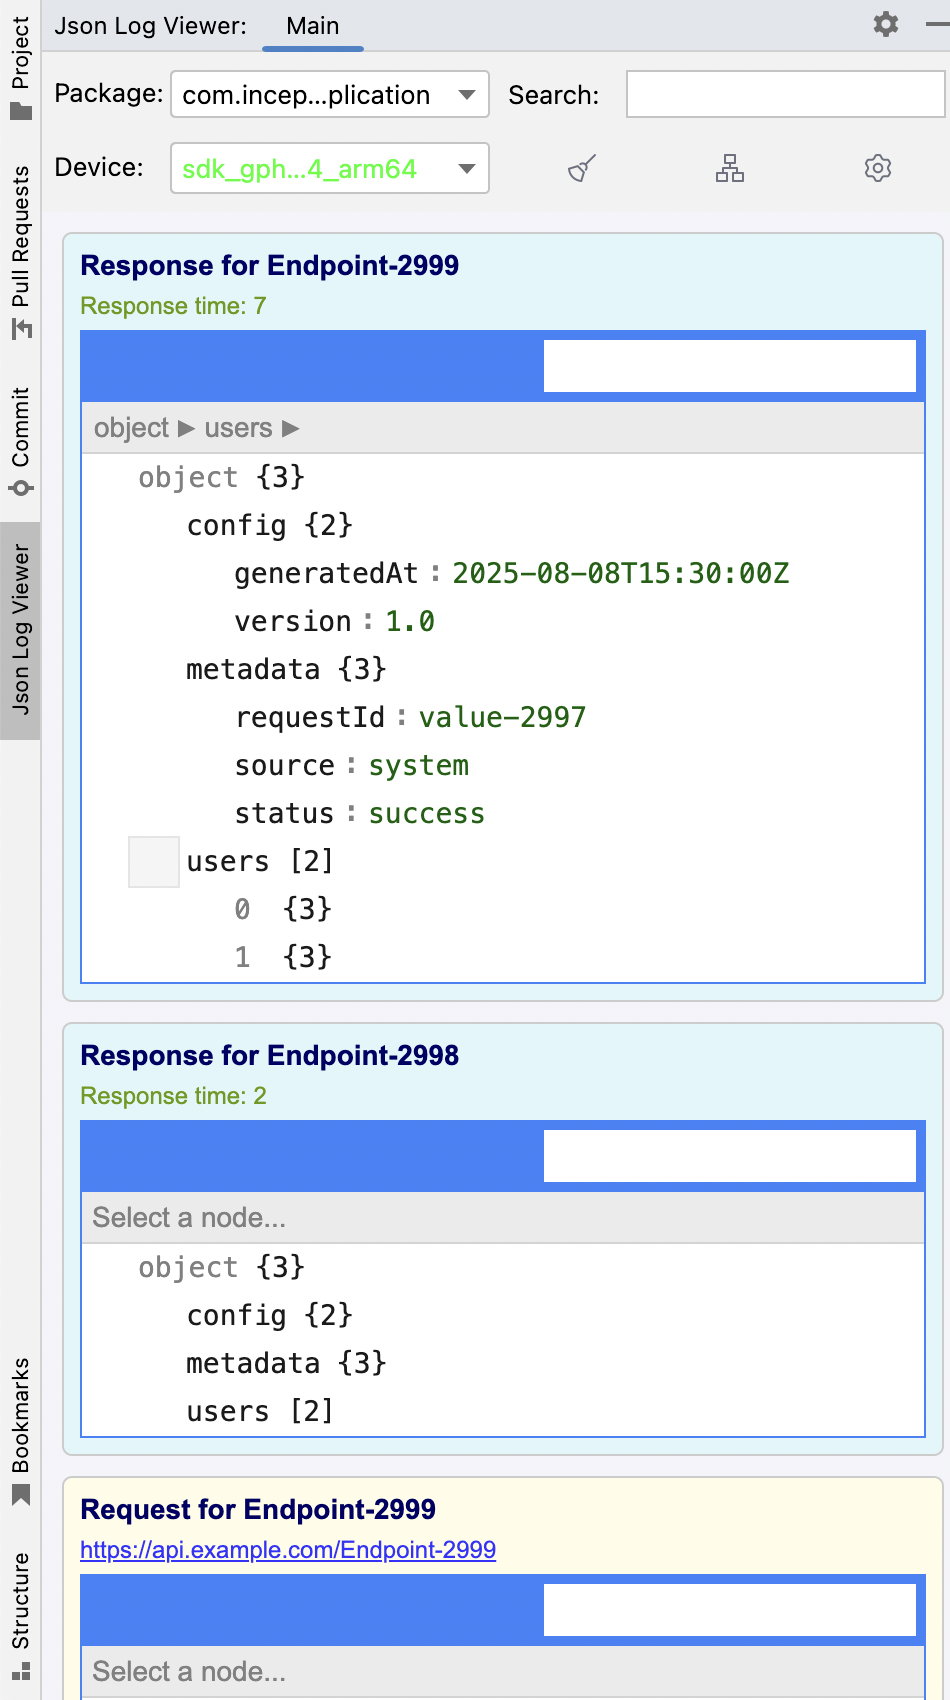 Json Log Viewer: Main
Package: com.incep...plication Search:
Device: sdk_gph...4_arm64
Project
Pull Requests
Commit
Json Log Viewer
Bookmarks
Structure
Response for Endpoint-2999
Response time: 7
object ▶ users ▶
object {3}
config {2}
generatedAt : 2025-08-08T15:30:00Z
version : 1.0
metadata {3}
requestId : value-2997
source : system
status : success
users [2]
0 {3}
1 {3}
Response for Endpoint-2998
Response time: 2
Select a node...
object {3}
config {2}
metadata {3}
users [2]
Request for Endpoint-2999
https://api.example.com/Endpoint-2999
Select a node...